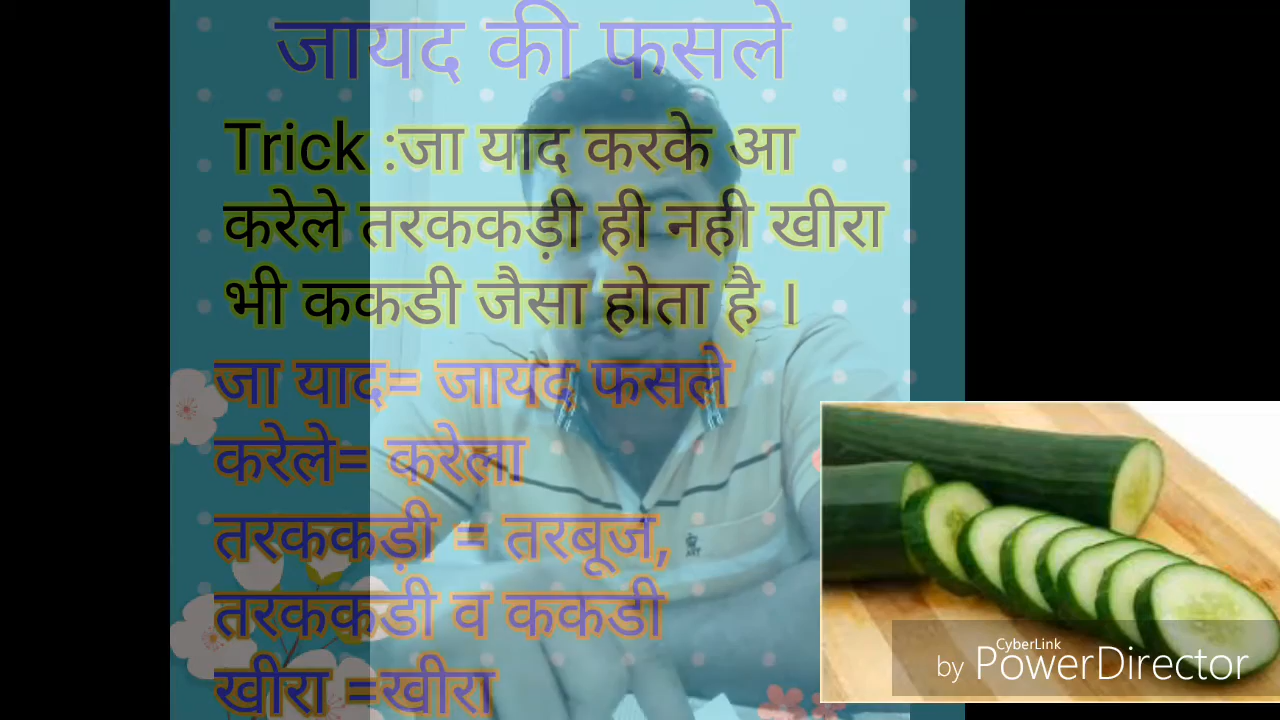 जायद की फसले
Trick :जा याद करके आ
करेले तरककड़ी ही नही खीरा
भी ककडी जैसा होता है ।
जा याद= जायद फसले
करेले= करेला
तरककड़ी = तरबूज,
तरककडी व ककडी
खीरा =खीरा
ART
CyberLink
by PowerDirector